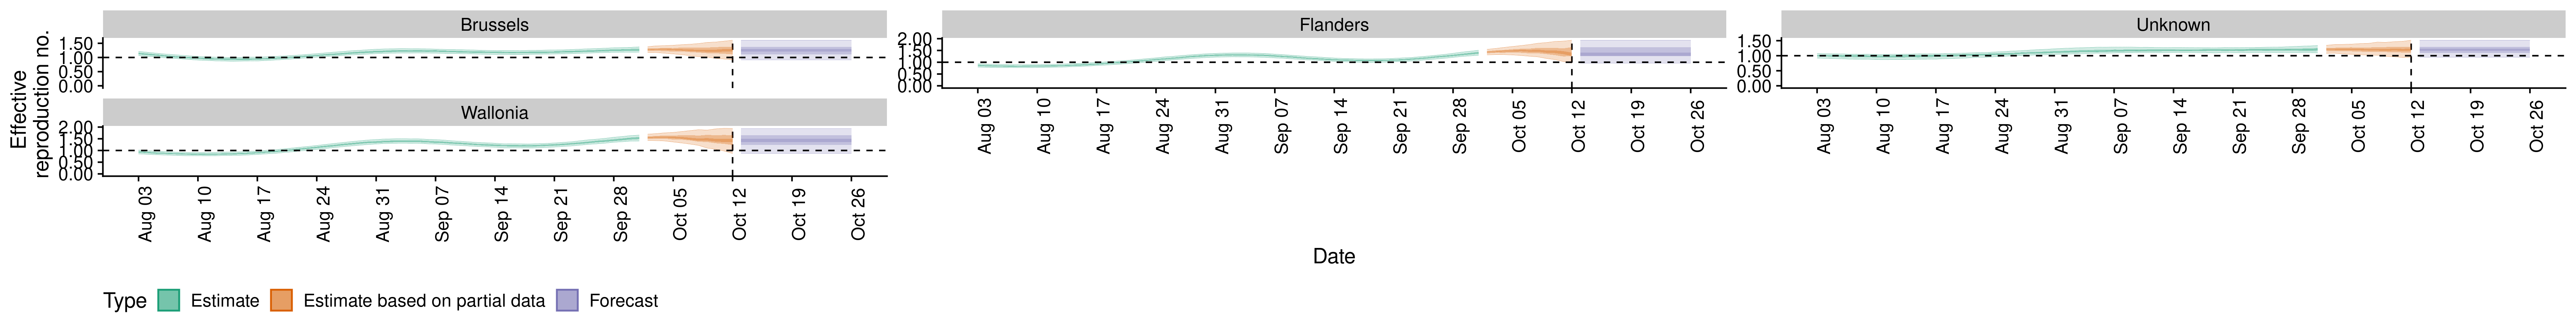 Brussels
Flanders
Unknown
Effective
reproduction no.
1.50
1.00
0.50
0.00
2.00
1.50
1.00
0.50
0.00
1.50
1.00
0.50
0.00
Aug 03
Aug 10
Aug 17
Aug 24
Aug 31
Sep 07
Sep 14
Sep 21
Sep 28
Oct 05
Oct 12
Oct 19
Oct 26
Aug 03
Aug 10
Aug 17
Aug 24
Aug 31
Sep 07
Sep 14
Sep 21
Sep 28
Oct 05
Oct 12
Oct 19
Oct 26
Wallonia
2.00
1.50
1.00
0.50
0.00
Aug 03
Aug 10
Aug 17
Aug 24
Aug 31
Sep 07
Sep 14
Sep 21
Sep 28
Oct 05
Oct 12
Oct 19
Oct 26
Date
Type Estimate Estimate based on partial data Forecast